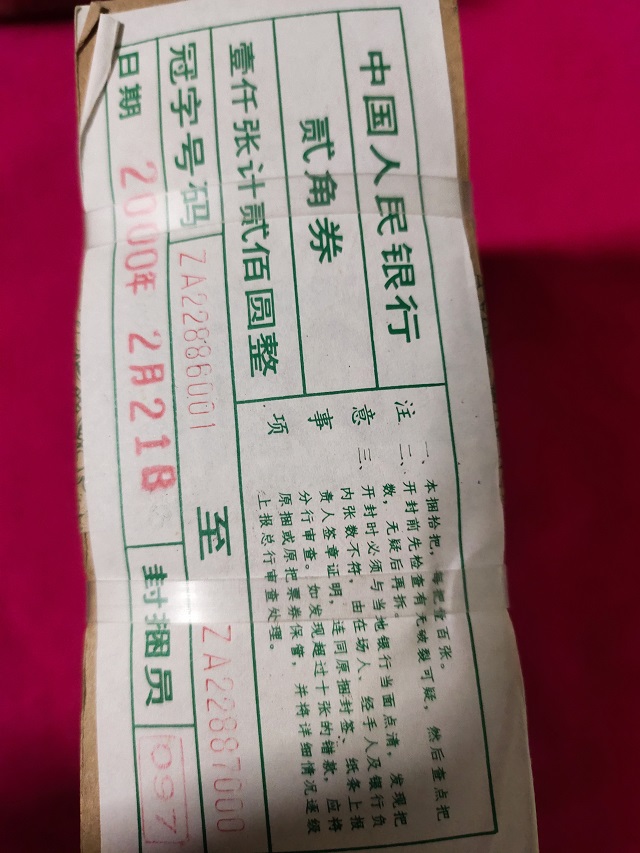 中国人民银行
贰角券
壹仟张计贰佰圆整
冠字号码 ZA22886001 至 ZA22887000
日期 2000年 2月21日 封捆员 097
注意事项
一、本捆拾把，每把壹百张。
二、开封前先检查有无破裂可疑，然后查点把
数，无疑后再拆。
三、开封时必须与当地银行当面点清，发现把
内张数不符，由在场人、经手人及银行负
责人签章证明，连同原捆封签、纸条上报
分行审查。如发现超过十张的错款，应将
原捆或原把票券保管，并将详细情况逐级
上报总行审查处理。